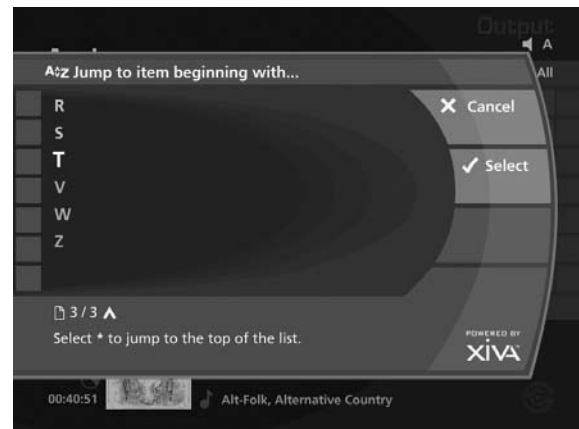 Output
A
A-Z Jump to item beginning with...
All
R
S
T
V
W
Z
Cancel
Select
3 / 3
Select * to jump to the top of the list.
POWERED BY
XiVA
00:40:51
Alt-Folk, Alternative Country